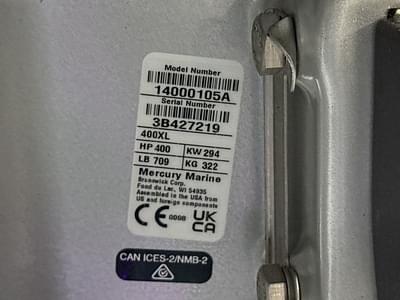 Model Number
14000105A
Serial Number
3B427219
400XL
HP 400 KW 294
LB 709 KG 322
Mercury Marine
Brunswick Corp.
Fond du Lac, WI 54935
Assembled in the USA from
US and foreign components
CE 0098 UK
CA
CAN ICES-2/NMB-2